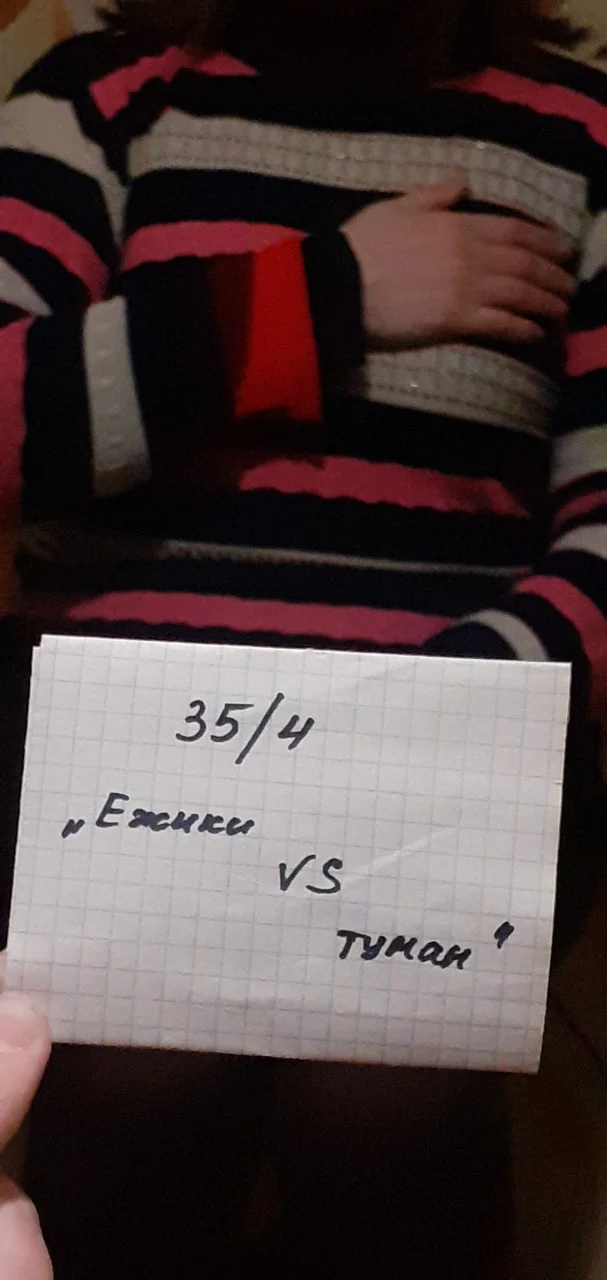 35/4
„Ежики
VS
туман"